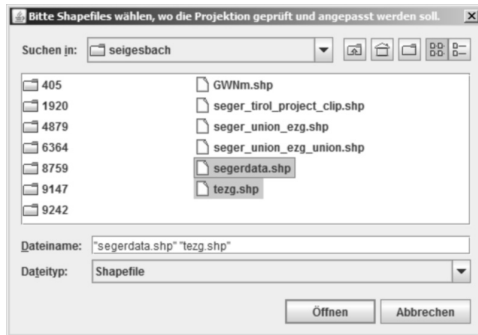 Bitte Shapefiles wählen, wo die Projektion geprüft und angepasst werden soll.
Suchen in: seigesbach
405
1920
4879
6364
8759
9147
9242
GWNm.shp
seger_tirol_project_clip.shp
seger_union_ezg.shp
seger_union_ezg_union.shp
segerdata.shp
tezg.shp
Dateiname: "segerdata.shp" "tezg.shp"
Dateityp: Shapefile
Öffnen Abbrechen